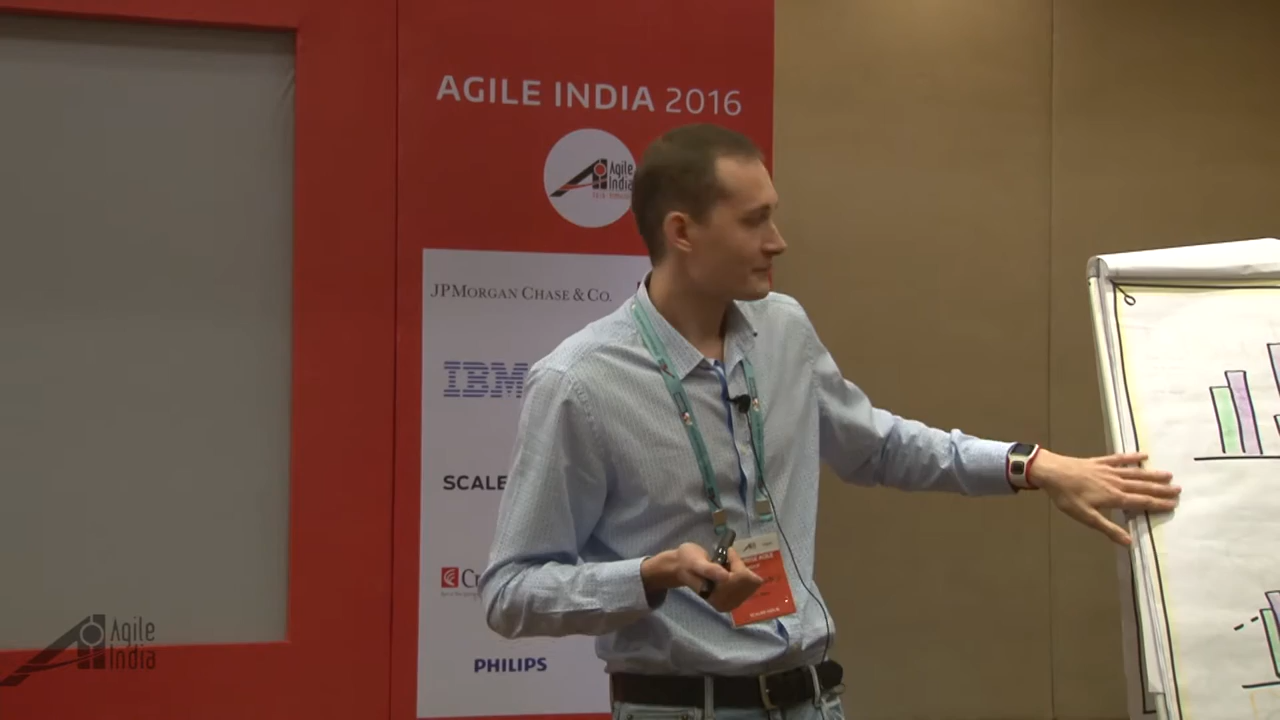 AGILE INDIA 2016
Agile
India
JPMORGAN CHASE & CO.
IBM
SCALE
PHILIPS
Agile
India